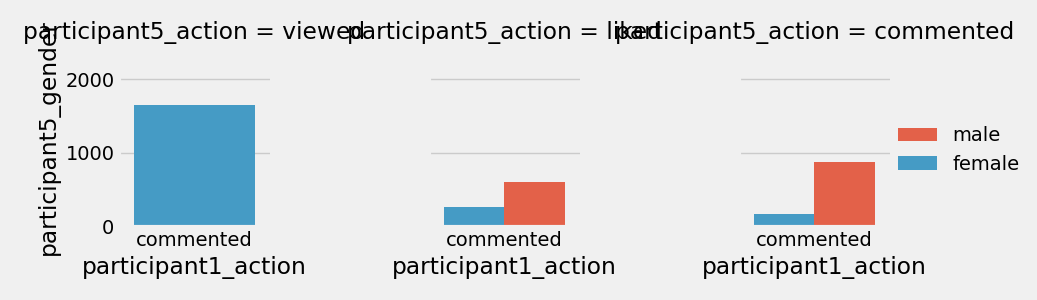 participant5_action = viewed
participant5_action = liked
participant5_action = commented
participant5_gender
2000
1000
0
commented
commented
commented
participant1_action
participant1_action
participant1_action
male
female